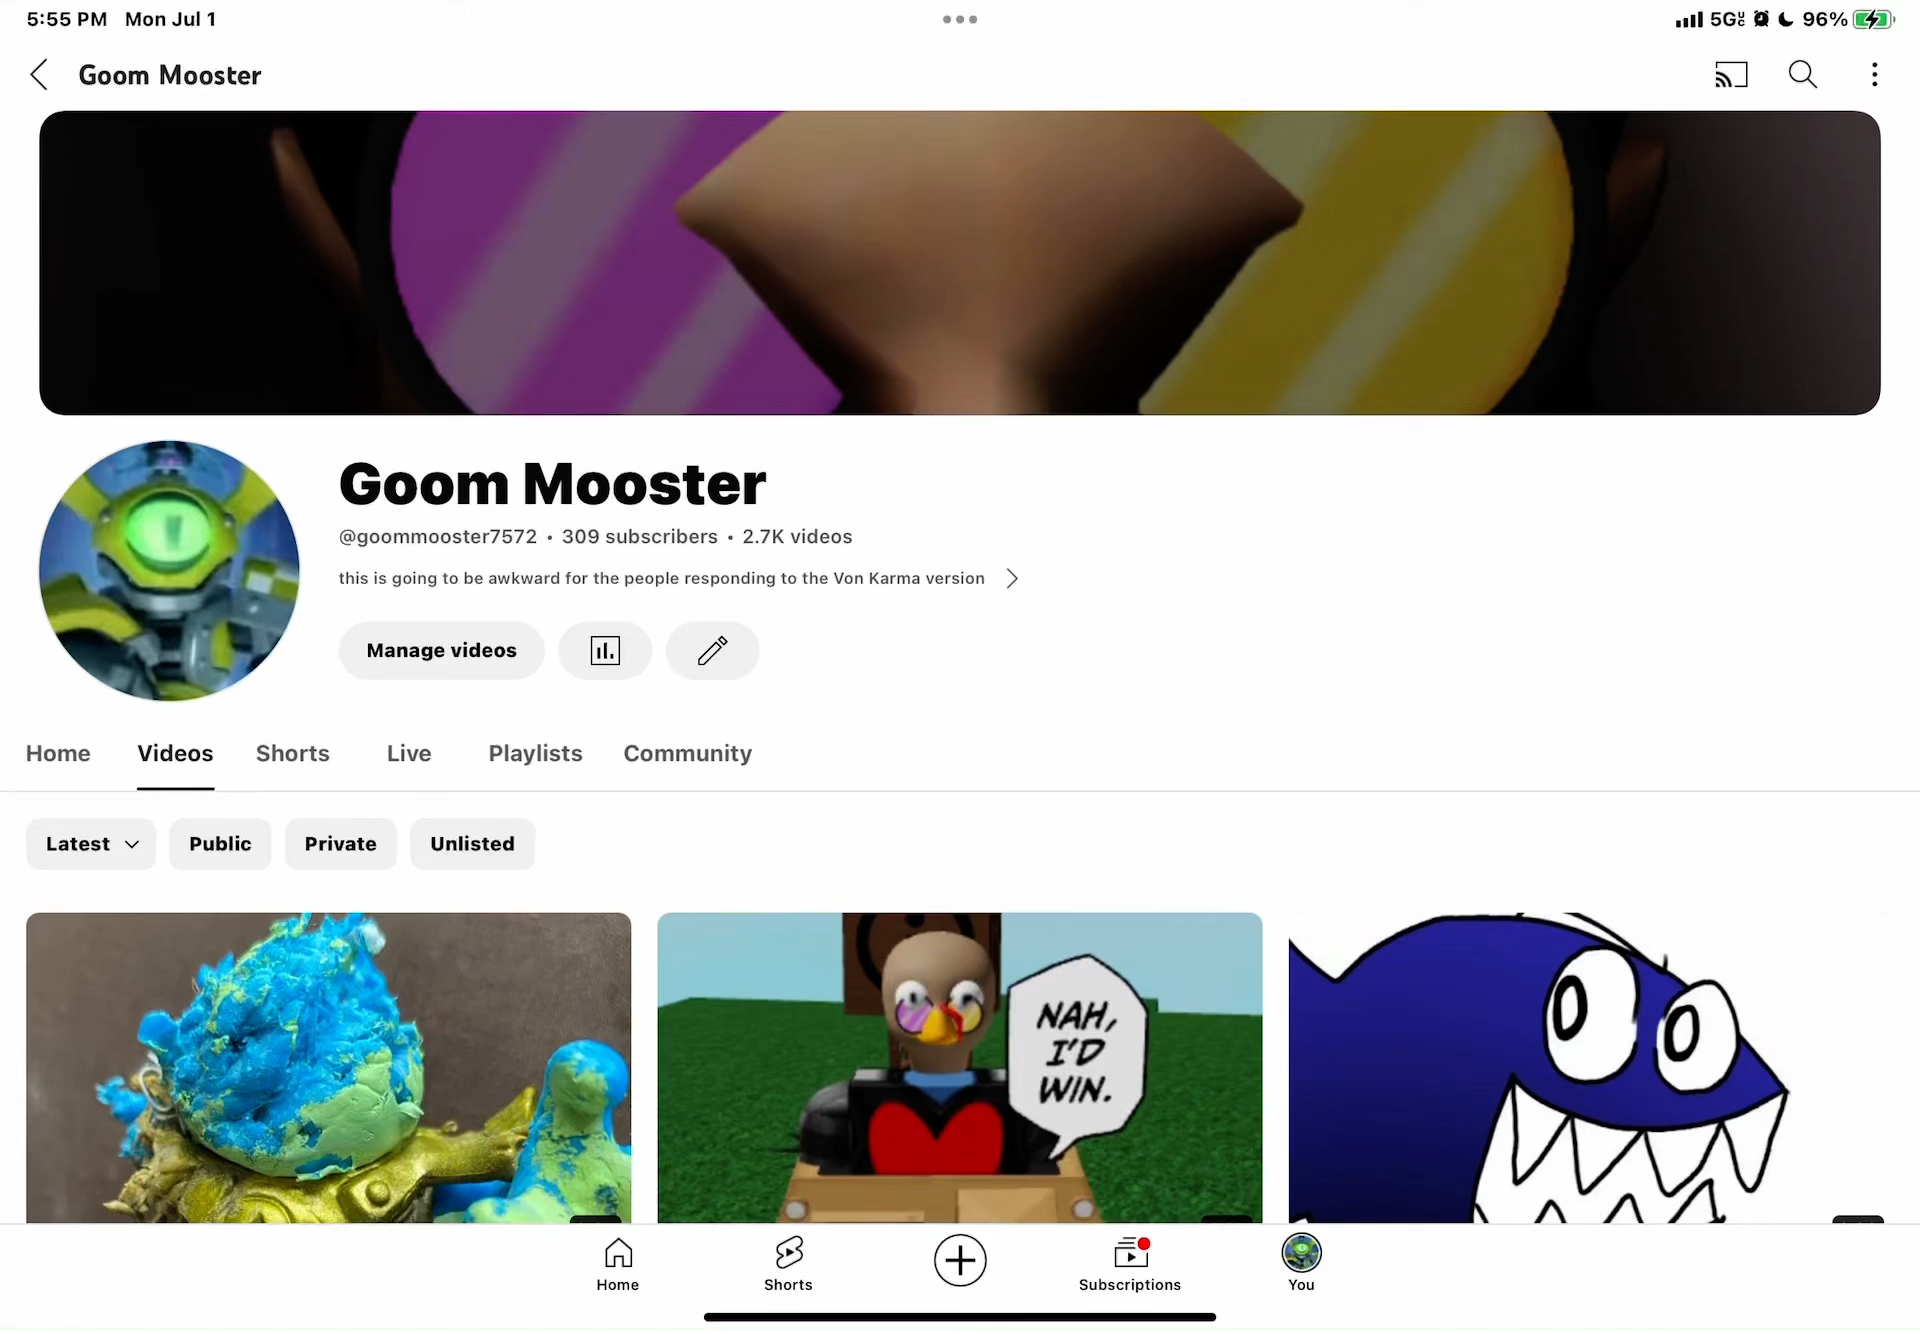 5:55 PM Mon Jul 1
5G 96%
Goom Mooster
Goom Mooster
@goommooster7572 • 309 subscribers • 2.7K videos
this is going to be awkward for the people responding to the Von Karma version
Manage videos
Home Videos Shorts Live Playlists Community
Latest Public Private Unlisted
NAH,
I'D
WIN.
Home Shorts Subscriptions You